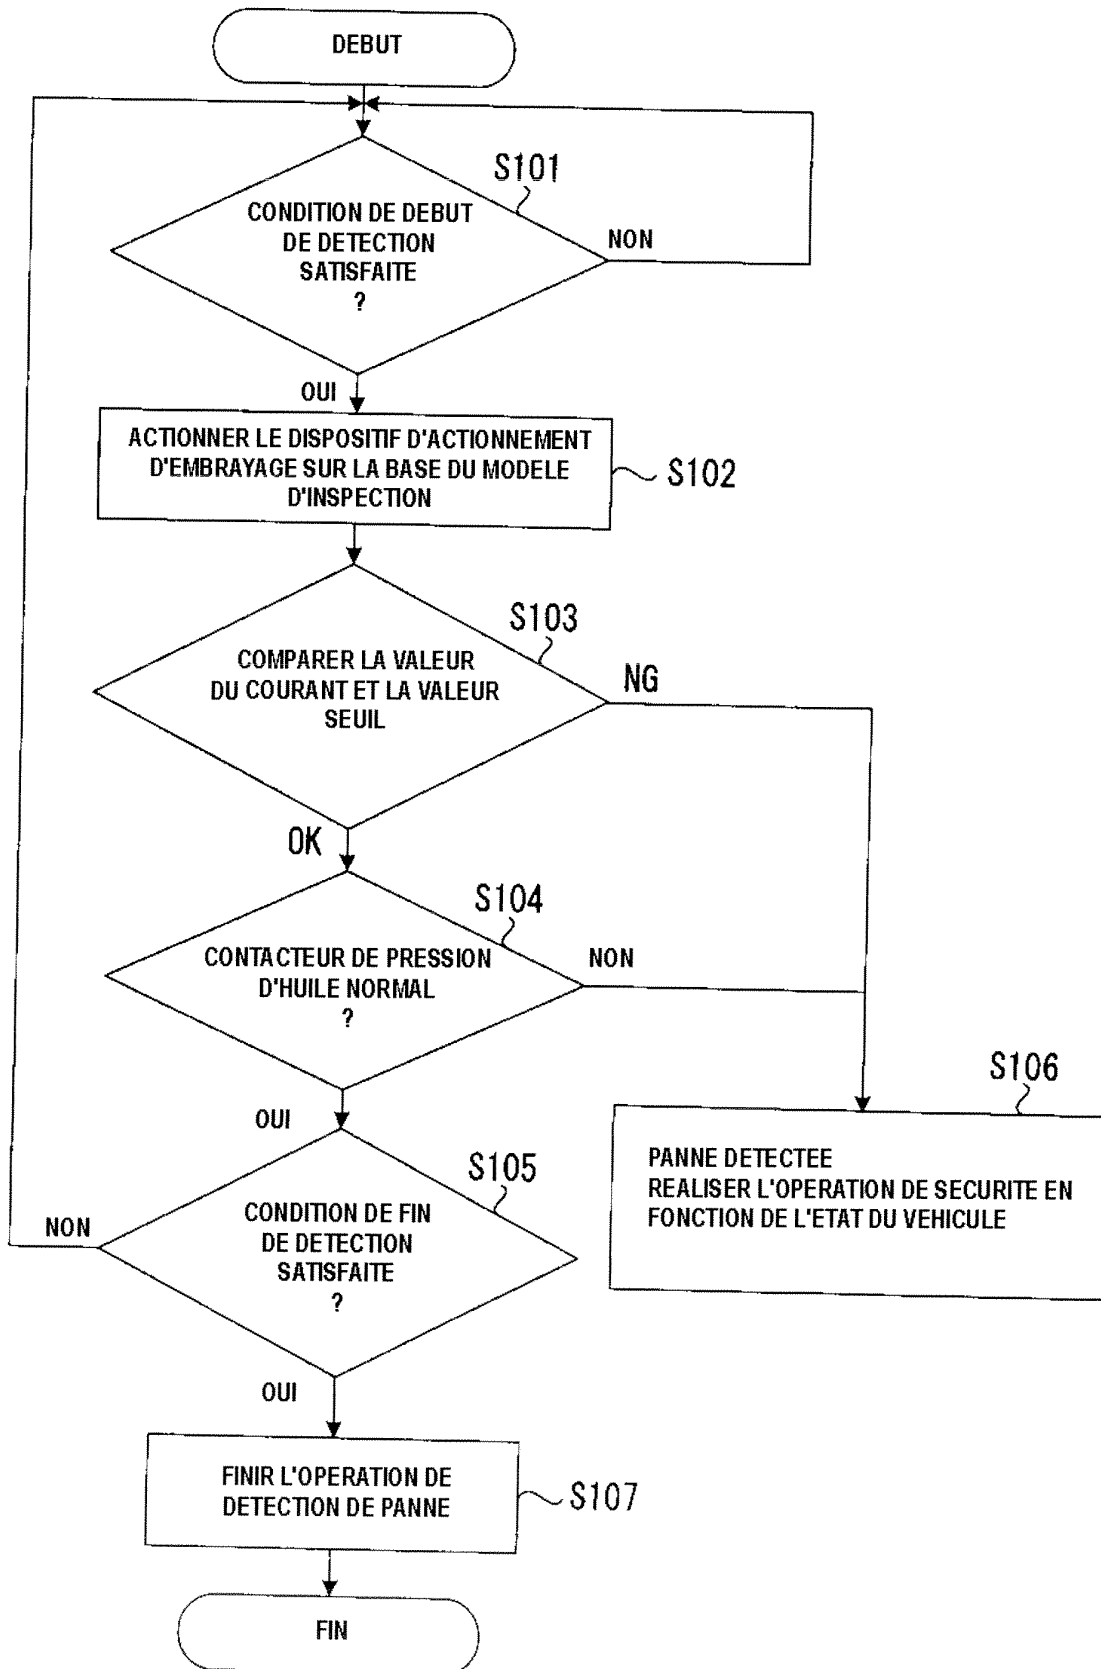 DEBUT
S101
CONDITION DE DEBUT
DE DETECTION
SATISFAITE
?
NON
OUI
ACTIONNER LE DISPOSITIF D'ACTIONNEMENT
D'EMBRAYAGE SUR LA BASE DU MODELE
D'INSPECTION
S102
S103
COMPARER LA VALEUR
DU COURANT ET LA VALEUR
SEUIL
NG
OK
S104
CONTACTEUR DE PRESSION
D'HUILE NORMAL
?
NON
OUI
S106
PANNE DETECTEE
REALISER L'OPERATION DE SECURITE EN
FONCTION DE L'ETAT DU VEHICULE
S105
CONDITION DE FIN
DE DETECTION
SATISFAITE
?
NON
OUI
FINIR L'OPERATION DE
DETECTION DE PANNE
S107
FIN